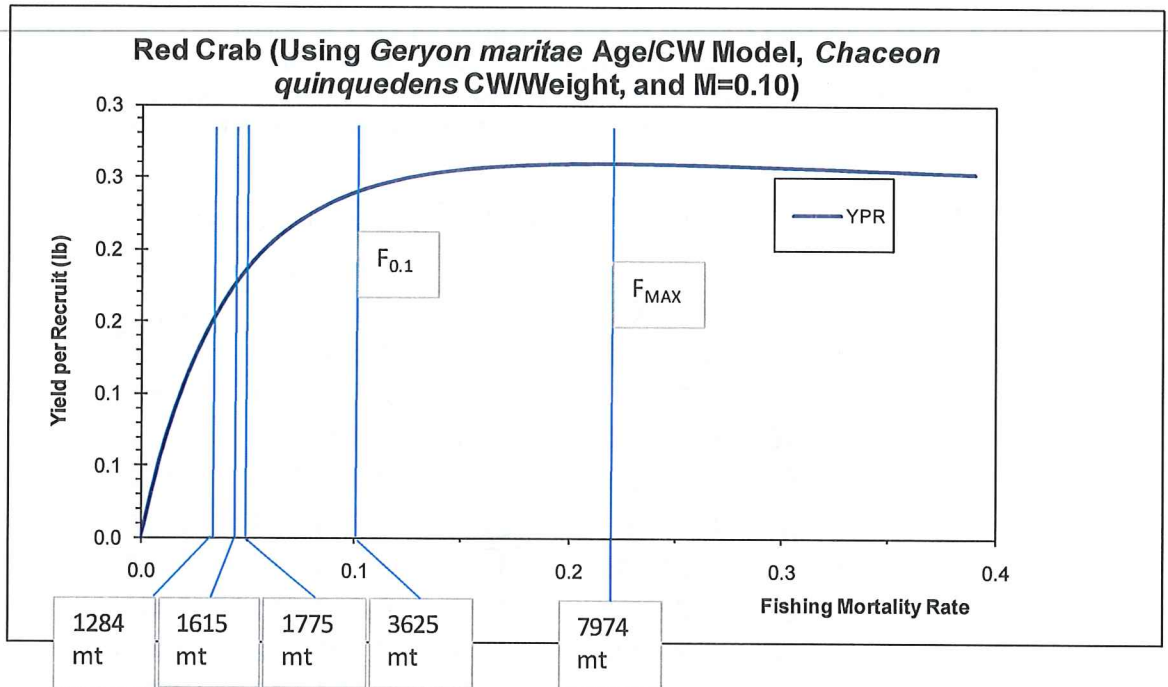 Red Crab (Using Geryon maritae Age/CW Model, Chaceon
quinquedens CW/Weight, and M=0.10)
0.3
0.3
0.2
0.2
0.1
0.1
0.0
Yield per Recruit (lb)
YPR
F0.1
FMAX
0.0
0.1
0.2
0.3
0.4
Fishing Mortality Rate
1284
mt
1615
mt
1775
mt
3625
mt
7974
mt